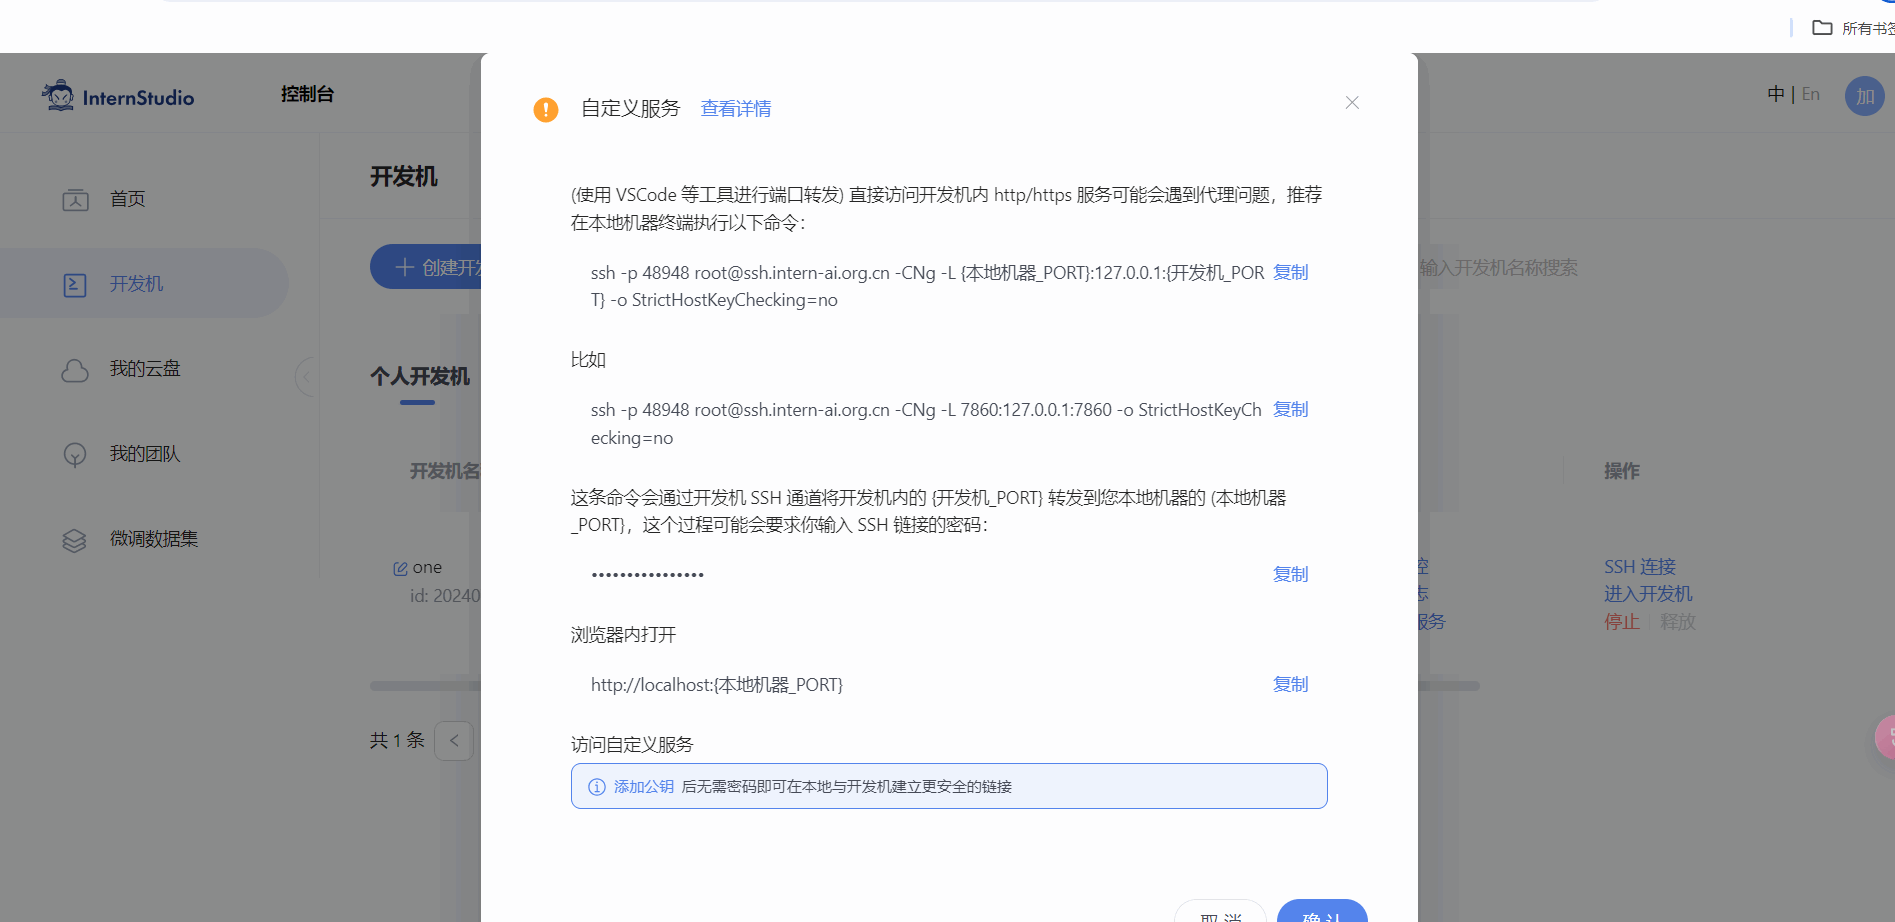 所有书签
InternStudio
控制台
中 | En
加
首页
开发机
我的云盘
我的团队
微调数据集
开发机
创建开发
输入开发机名称搜索
个人开发机
开发机名
操作
one
id: 20240
SSH 连接
进入开发机
停止 释放
服务
共 1 条
自定义服务 查看详情
(使用 VSCode 等工具进行端口转发) 直接访问开发机内 http/https 服务可能会遇到代理问题，推荐
在本地机器终端执行以下命令：
ssh -p 48948 root@ssh.intern-ai.org.cn -CNg -L {本地机器_PORT}:127.0.0.1:{开发机_POR 复制
T} -o StrictHostKeyChecking=no
比如
ssh -p 48948 root@ssh.intern-ai.org.cn -CNg -L 7860:127.0.0.1:7860 -o StrictHostKeyCh 复制
ecking=no
这条命令会通过开发机 SSH 通道将开发机内的 {开发机_PORT} 转发到您本地机器的 (本地机器
_PORT}，这个过程可能会要求你输入 SSH 链接的密码：
•••••••••••••••• 复制
浏览器内打开
http://localhost:{本地机器_PORT} 复制
访问自定义服务
添加公钥 后无需密码即可在本地与开发机建立更安全的链接
取 消
确 认